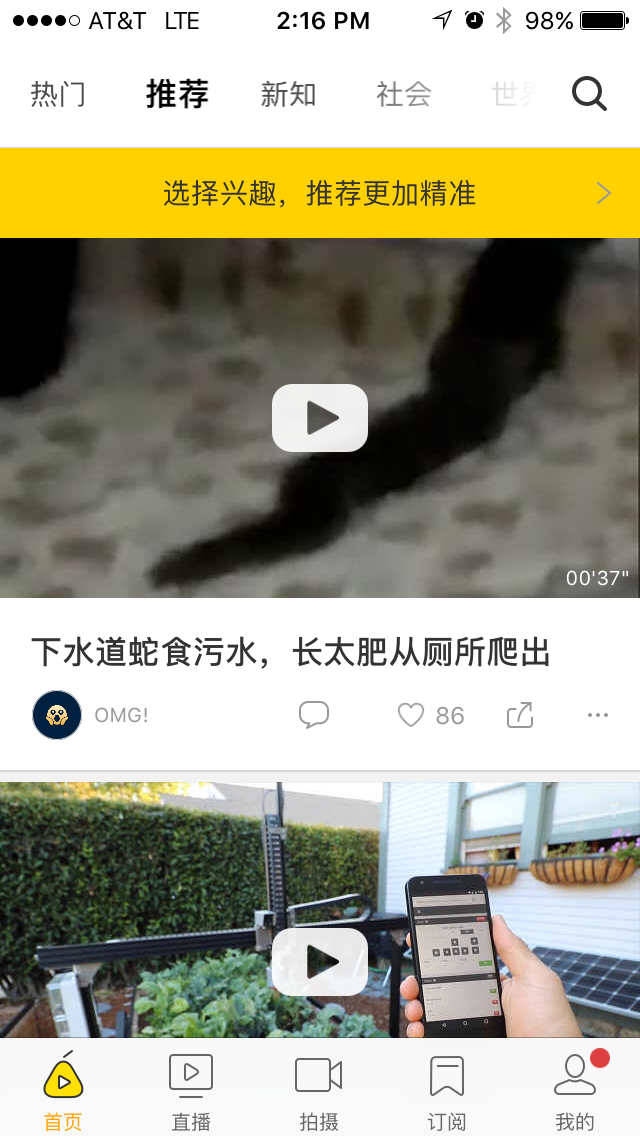 AT&T LTE 2:16 PM 98%
热门 推荐 新知 社会 世界
选择兴趣，推荐更加精准
00'37"
下水道蛇食污水，长太肥从厕所爬出
OMG! 86
首页 直播 拍摄 订阅 我的